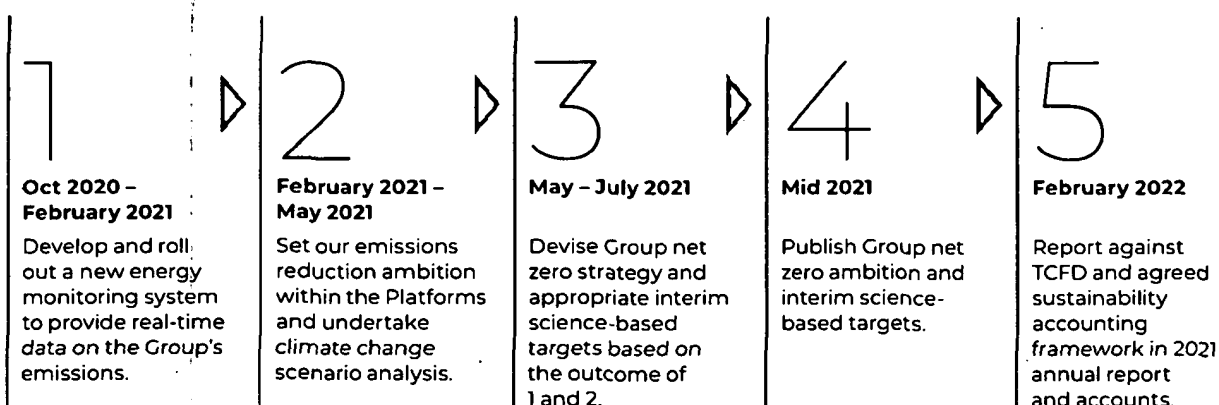 1
Oct 2020 –
February 2021
Develop and roll
out a new energy
monitoring system
to provide real-time
data on the Group's
emissions.
2
February 2021 –
May 2021
Set our emissions
reduction ambition
within the Platforms
and undertake
climate change
scenario analysis.
3
May – July 2021
Devise Group net
zero strategy and
appropriate interim
science-based
targets based on
the outcome of
1 and 2.
4
Mid 2021
Publish Group net
zero ambition and
interim science-
based targets.
5
February 2022
Report against
TCFD and agreed
sustainability
accounting
framework in 2021
annual report
and accounts.